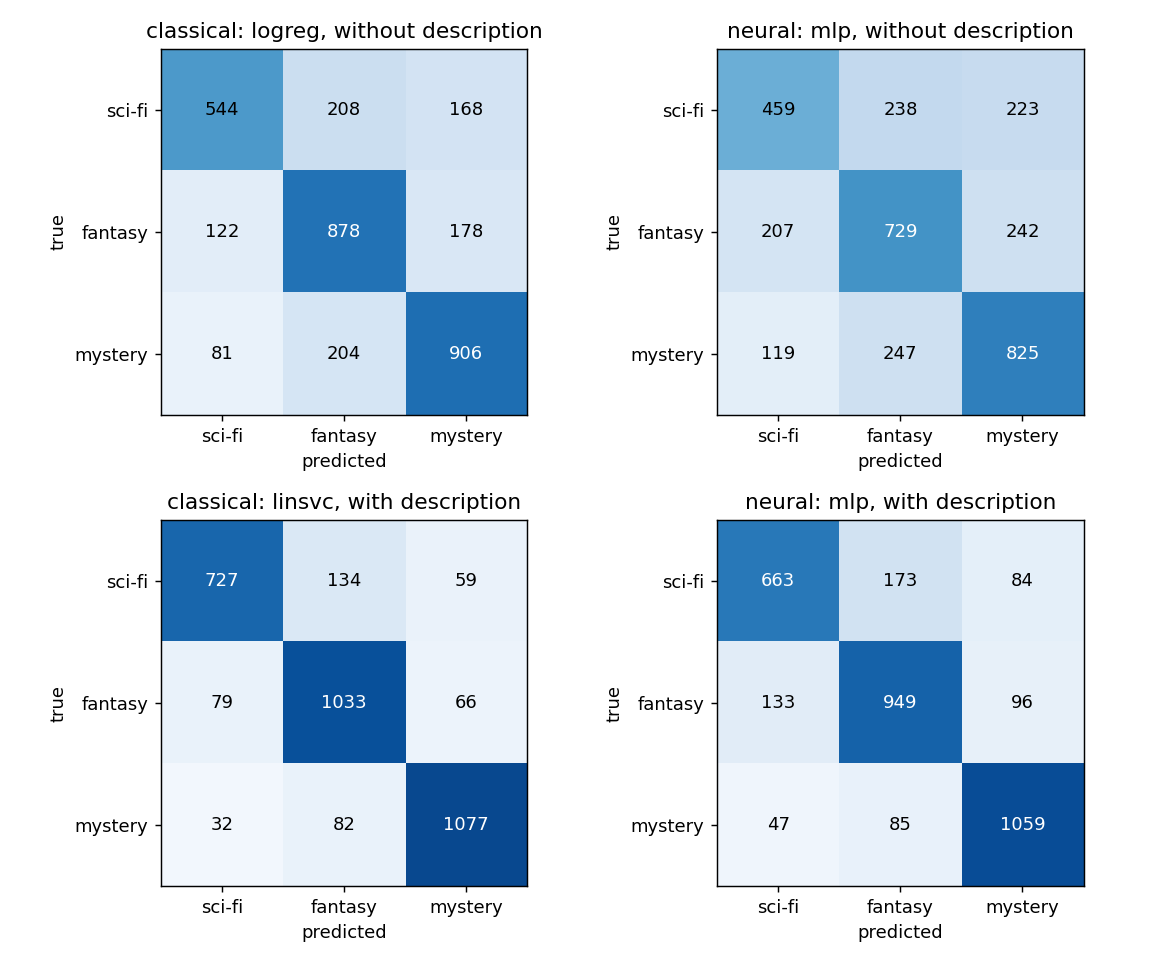 classical: logreg, without description
sci-fi 544 208 168
fantasy 122 878 178
mystery 81 204 906
true
sci-fi fantasy mystery
predicted
neural: mlp, without description
sci-fi 459 238 223
fantasy 207 729 242
mystery 119 247 825
true
sci-fi fantasy mystery
predicted
classical: linsvc, with description
sci-fi 727 134 59
fantasy 79 1033 66
mystery 32 82 1077
true
sci-fi fantasy mystery
predicted
neural: mlp, with description
sci-fi 663 173 84
fantasy 133 949 96
mystery 47 85 1059
true
sci-fi fantasy mystery
predicted